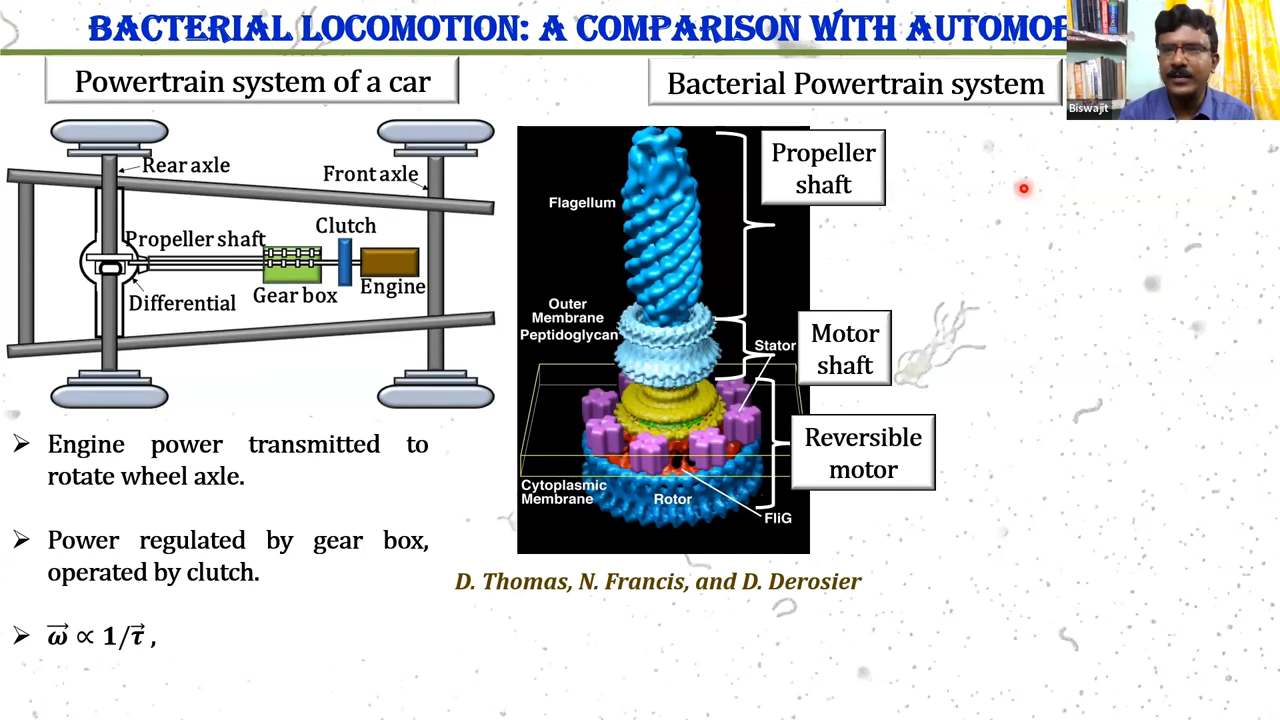 BACTERIAL LOCOMOTION: A COMPARISON WITH AUTOMOB
Biswajit
Powertrain system of a car
Bacterial Powertrain system
Rear axle
Front axle
Propeller shaft
Clutch
Differential
Gear box
Engine
Flagellum
Outer
Membrane
Peptidoglycan
Stator
Cytoplasmic
Membrane
Rotor
FliG
Propeller
shaft
Motor
shaft
Reversible
motor
➢ Engine power transmitted to
rotate wheel axle.
➢ Power regulated by gear box,
operated by clutch.
➢ ω⃗ ∝ 1/τ⃗ ,
D. Thomas, N. Francis, and D. Derosier